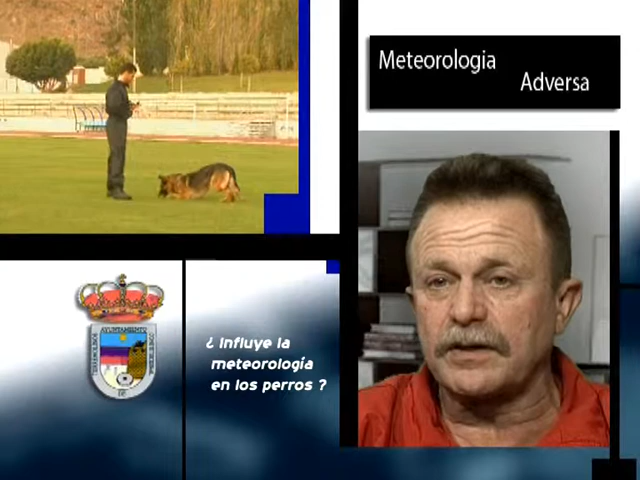 Meteorologia
Adversa
¿ Influye la
meteorología
en los perros ?